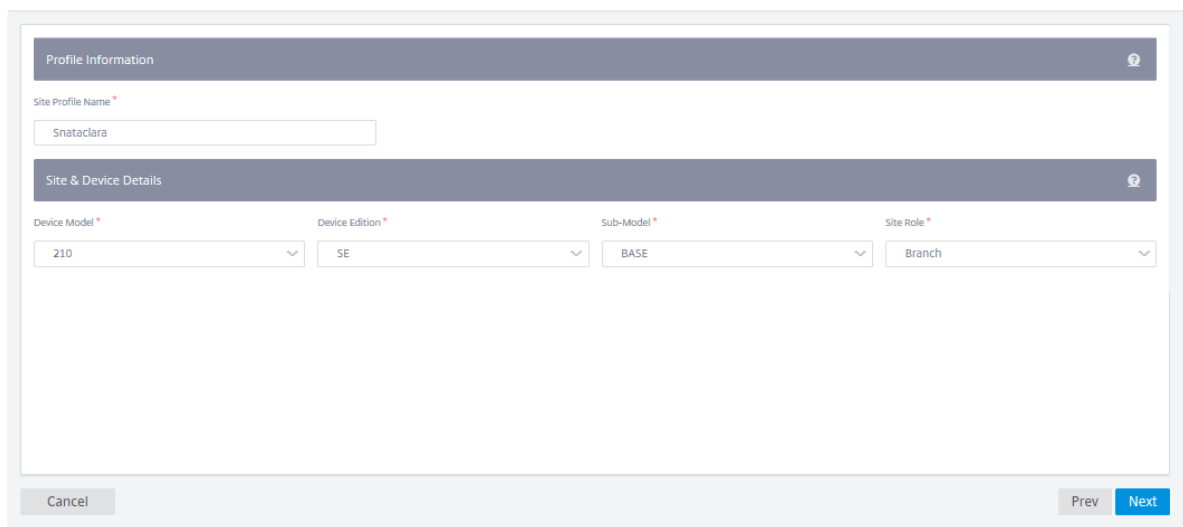 Profile Information
Site Profile Name *
Snataclara
Site & Device Details
Device Model * Device Edition * Sub-Model * Site Role *
210 SE BASE Branch
Cancel Prev Next